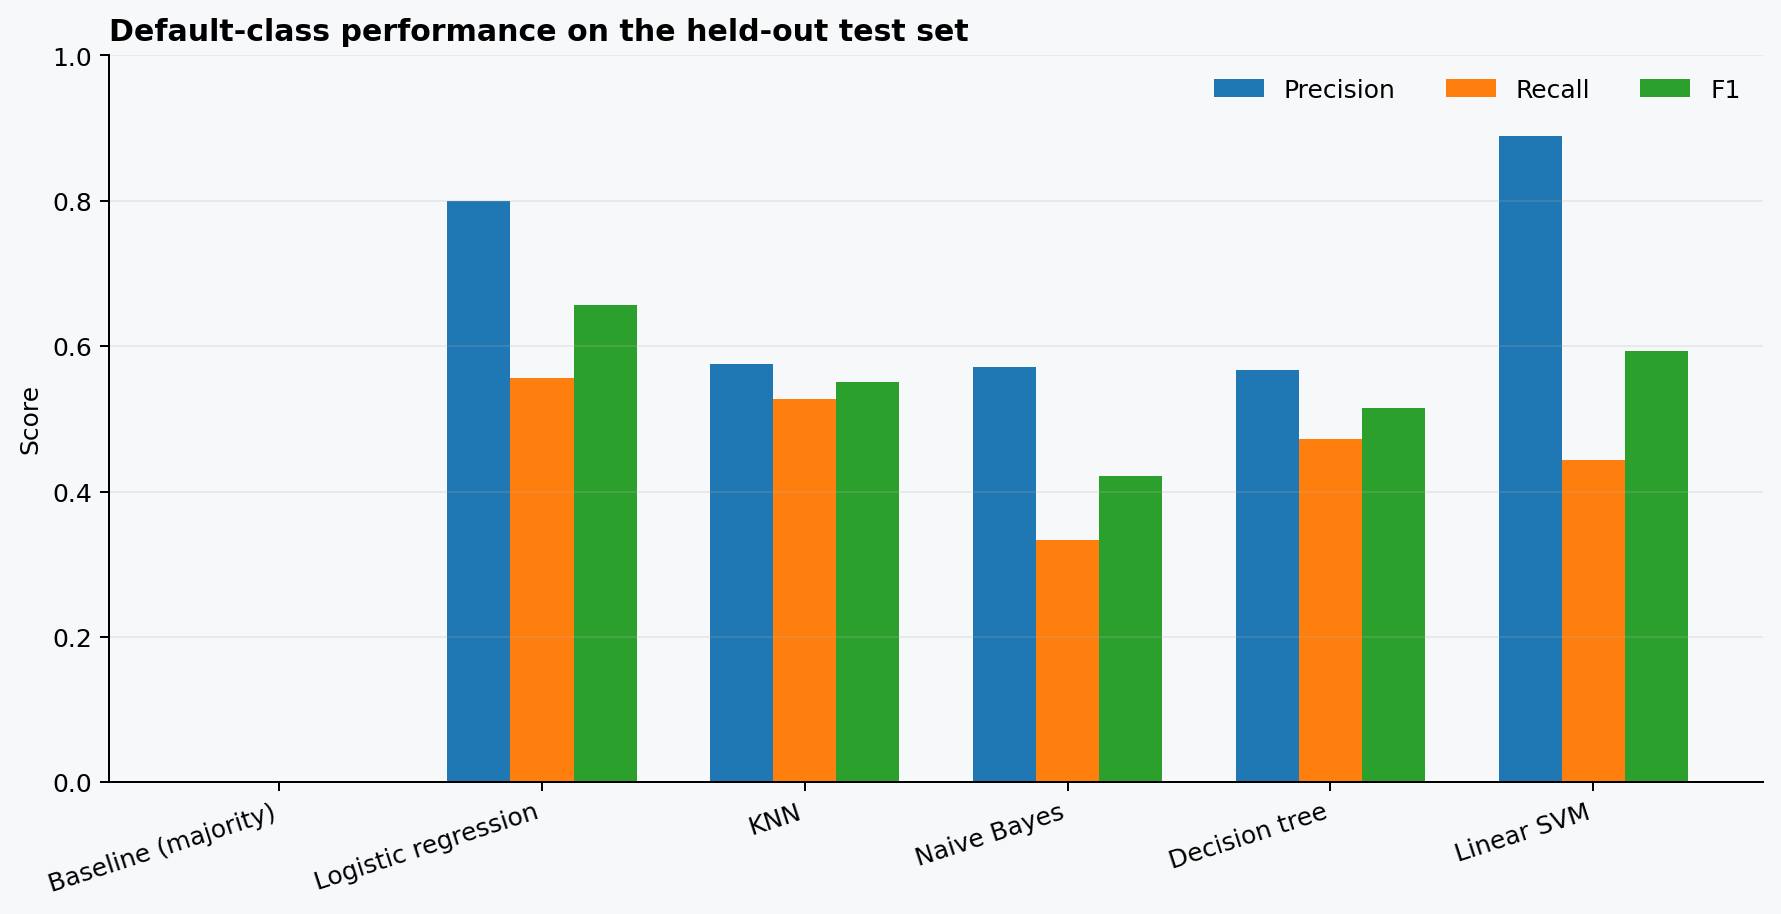 Default-class performance on the held-out test set
Precision Recall F1
1.0
0.8
0.6
0.4
0.2
0.0
Score
Baseline (majority)
Logistic regression
KNN
Naive Bayes
Decision tree
Linear SVM